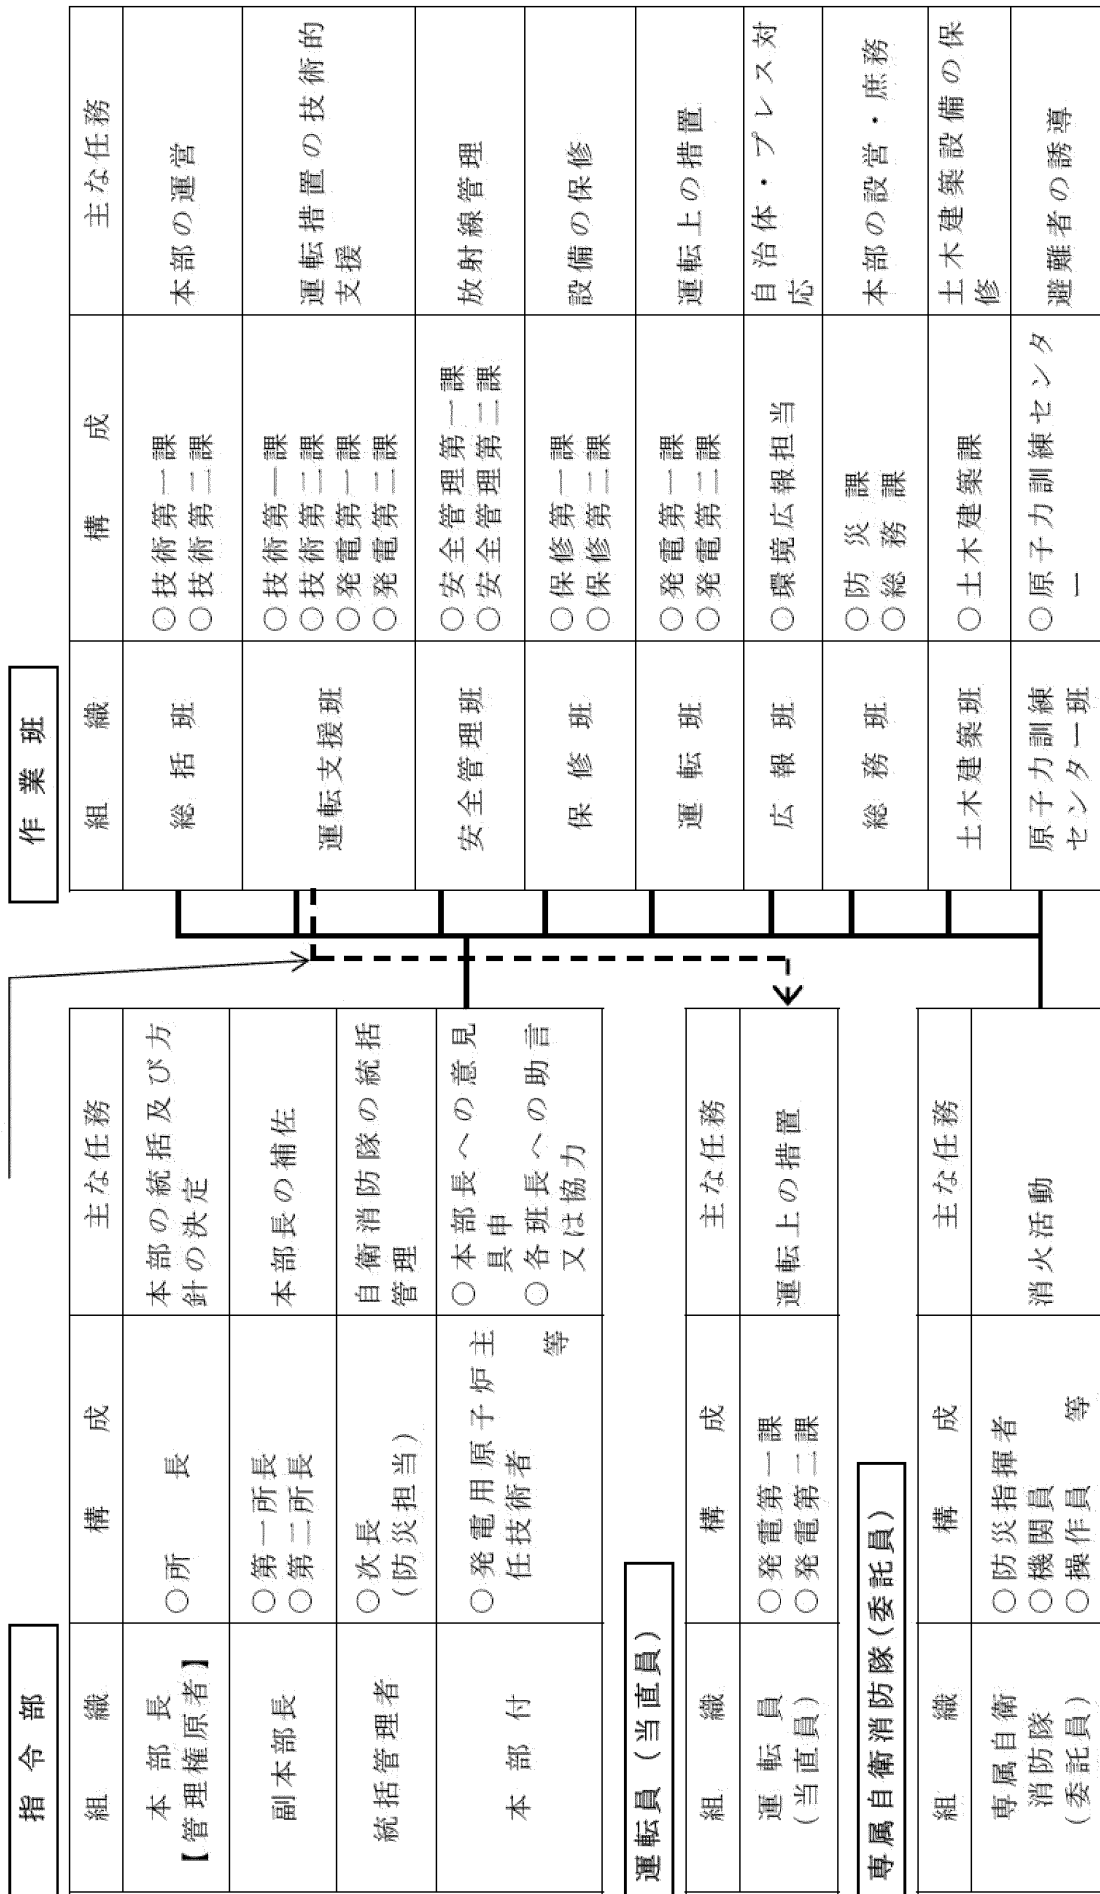 指令部
組織 構成 主な任務
本部長
【管理権原者】
○所長
本部の統括及び方
針の決定
副本部長
○第一所長
○第二所長
本部長の補佐
統括管理者
○次長
(防災担当)
自衛消防隊の統括
管理
本部付
○発電用原子炉主
任技術者
等
○本部長への意見
具申
○各班長への助言
又は協力
運転員(当直員)
組織 構成 主な任務
運転員
(当直員)
○発電第一課
○発電第二課
運転上の措置
専属自衛消防隊(委託員)
組織 構成 主な任務
専属自衛
消防隊
(委託員)
○防災指揮者
○機関員
○操作員 等
消火活動
作業班
組織 構成 主な任務
総括班
○技術第一課
○技術第二課
本部の運営
運転支援班
○技術第一課
○技術第二課
○発電第一課
○発電第二課
運転措置の技術的
支援
安全管理班
○安全管理第一課
○安全管理第二課
放射線管理
保修班
○保修第一課
○保修第二課
設備の保修
運転班
○発電第一課
○発電第二課
運転上の措置
広報班
○環境広報担当
自治体・プレス対
応
総務班
○防災課
○総務課
本部の設営・庶務
土木建築班
○土木建築課
土木建築設備の保
修
原子力訓練
センター班
○原子力訓練センタ
ー
避難者の誘導